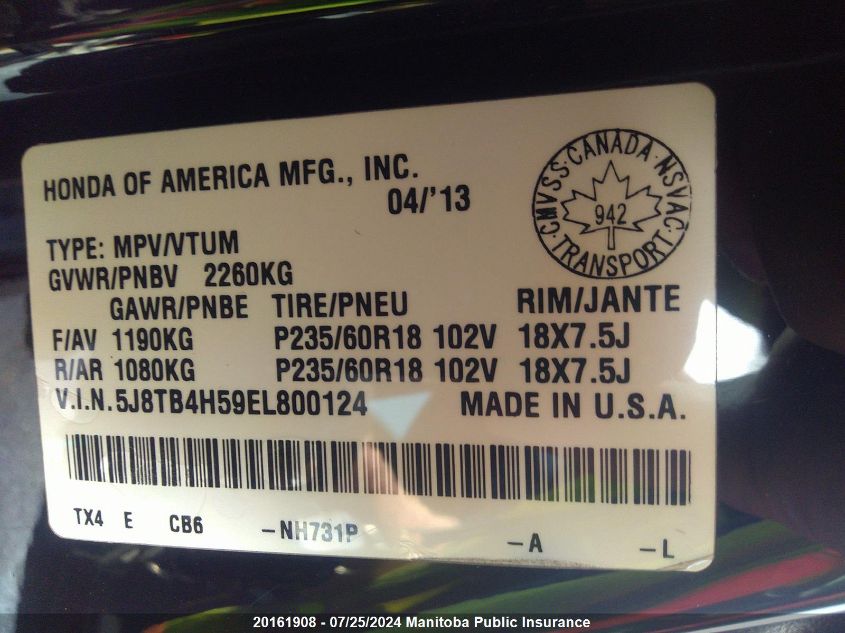 HONDA OF AMERICA MFG., INC.
04/'13
CMVSS · CANADA · NSVAC · TRANSPORT
942
TYPE: MPV/VTUM
GVWR/PNBV 2260KG
GAWR/PNBE TIRE/PNEU RIM/JANTE
F/AV 1190KG P235/60R18 102V 18X7.5J
R/AR 1080KG P235/60R18 102V 18X7.5J
V.I.N.5J8TB4H59EL800124 MADE IN U.S.A.
TX4 E CB6 -NH731P -A -L
20161908 - 07/25/2024 Manitoba Public Insurance